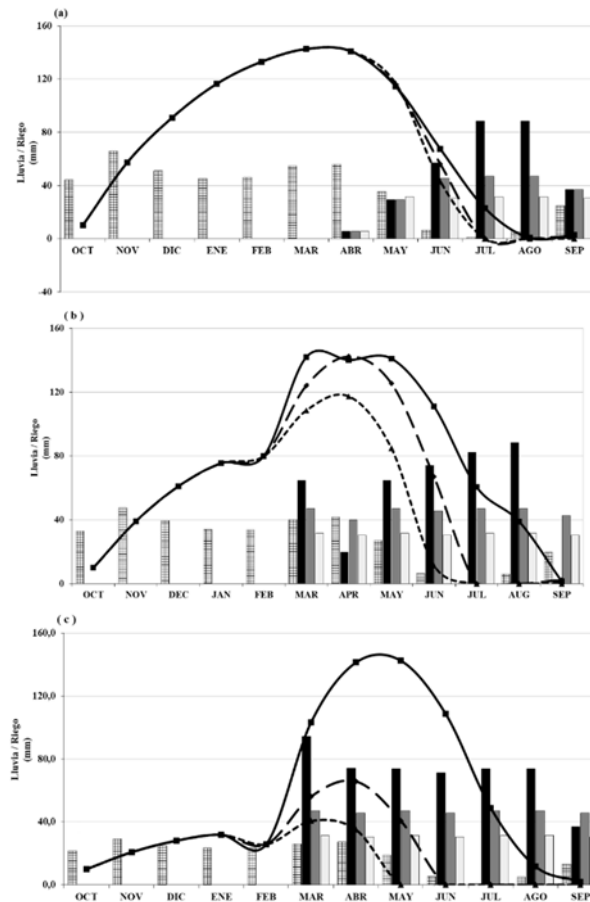 (a)
Lluvia / Riego
(mm)
160
120
80
40
0
-40
OCT NOV DIC ENE FEB MAR ABR MAY JUN JUL AGO SEP
( b )
Lluvia / Riego
(mm)
160
120
80
40
0
OCT NOV DEC JAN FEB MAR APR MAY JUN JUL AUG SEP
( c )
Lluvia / Riego
(mm)
160,0
120,0
80,0
40,0
0,0
OCT NOV DIC ENE FEB MAR ABR MAY JUN JUL AGO SEP